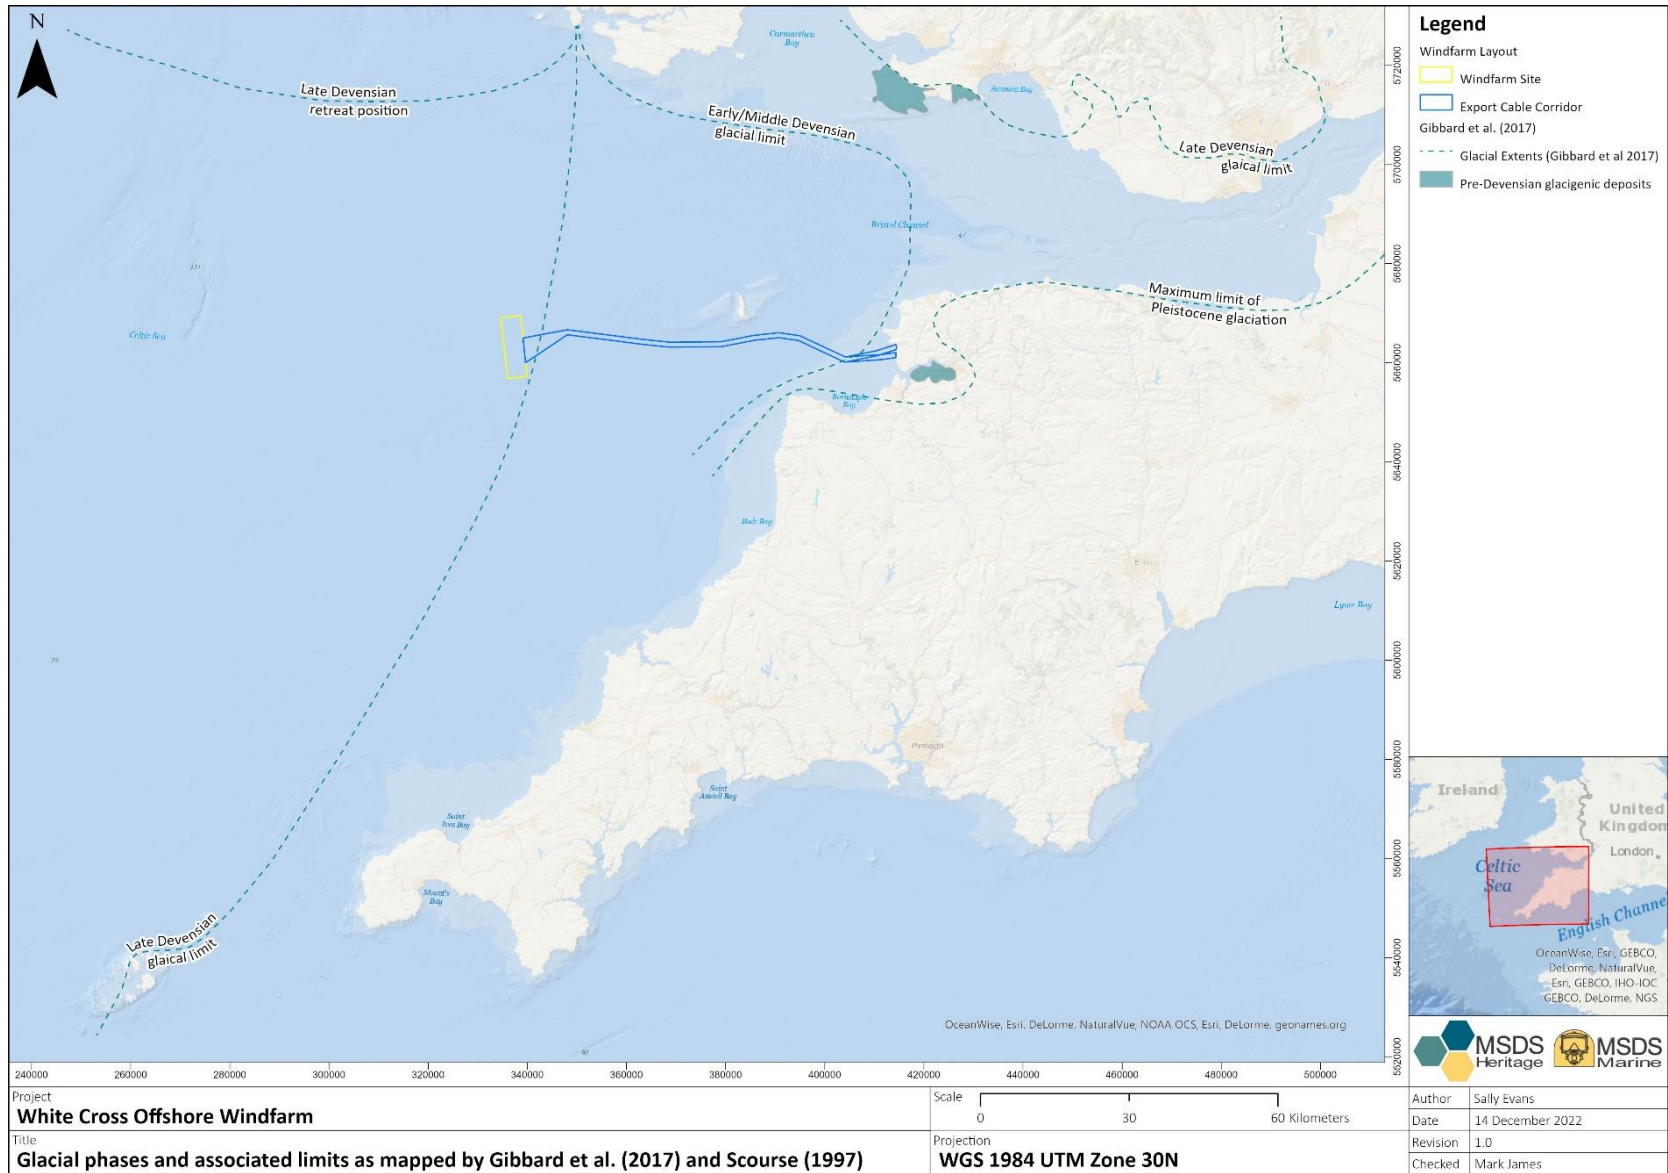 N
Carmarthen
Bay
Swansea Bay
Late Devensian
retreat position
Early/Middle Devensian
glacial limit
Late Devensian
glaical limit
Bristol Channel
47
Celtic Sea
Maximum limit of
Pleistocene glaciation
Barnstaple
Bay
Bude Bay
Exeter
Lyme Bay
Plymouth
Saint
Austell Bay
Saint
Ives Bay
Mount's
Bay
Late Devensian
glaical limit
OceanWise, Esri, DeLorme, NaturalVue, NOAA OCS, Esri, DeLorme, geonames.org
5720000
5700000
5680000
5660000
5640000
5620000
5600000
5580000
5560000
5540000
5520000
240000
260000
280000
300000
320000
340000
360000
380000
400000
420000
440000
460000
480000
500000
Legend
Windfarm Layout
Windfarm Site
Export Cable Corridor
Gibbard et al. (2017)
Glacial Extents (Gibbard et al 2017)
Pre-Devensian glacigenic deposits
Ireland
United
Kingdom
London
Celtic
Sea
English Channe
OceanWise, Esri, GEBCO,
DeLorme, NaturalVue,
Esri, GEBCO, IHO-IOC
GEBCO, DeLorme, NGS
MSDS
Heritage
MSDS
Marine
Project
White Cross Offshore Windfarm
Title
Glacial phases and associated limits as mapped by Gibbard et al. (2017) and Scourse (1997)
Scale
0
30
60 Kilometers
Projection
WGS 1984 UTM Zone 30N
Author
Sally Evans
Date
14 December 2022
Revision
1.0
Checked
Mark James